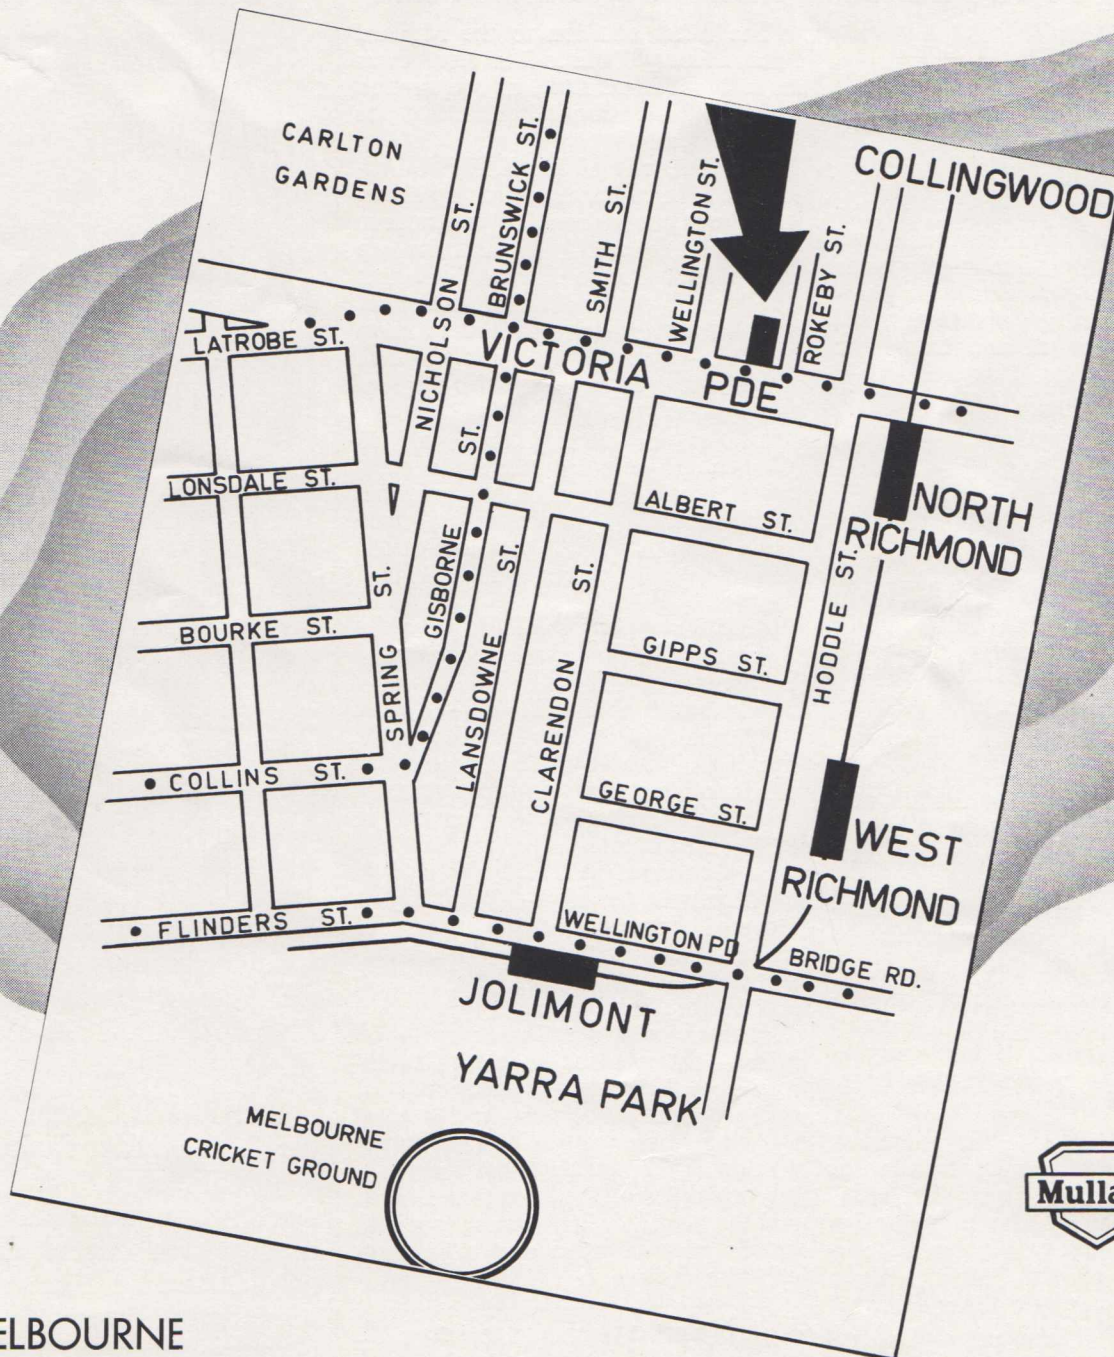 CARLTON
GARDENS
NICHOLSON ST.
BRUNSWICK ST.
SMITH ST.
WELLINGTON ST.
ROKEBY ST.
COLLINGWOOD
LATROBE ST.
VICTORIA PDE
LONSDALE ST.
ALBERT ST.
NORTH
RICHMOND
GISBORNE ST.
BOURKE ST.
SPRING ST.
LANSDOWNE ST.
CLARENDON ST.
GIPPS ST.
HODDLE ST.
COLLINS ST.
GEORGE ST.
WEST
RICHMOND
FLINDERS ST.
WELLINGTON PD
BRIDGE RD.
JOLIMONT
YARRA PARK
MELBOURNE
CRICKET GROUND
Mulla
ELBOURNE